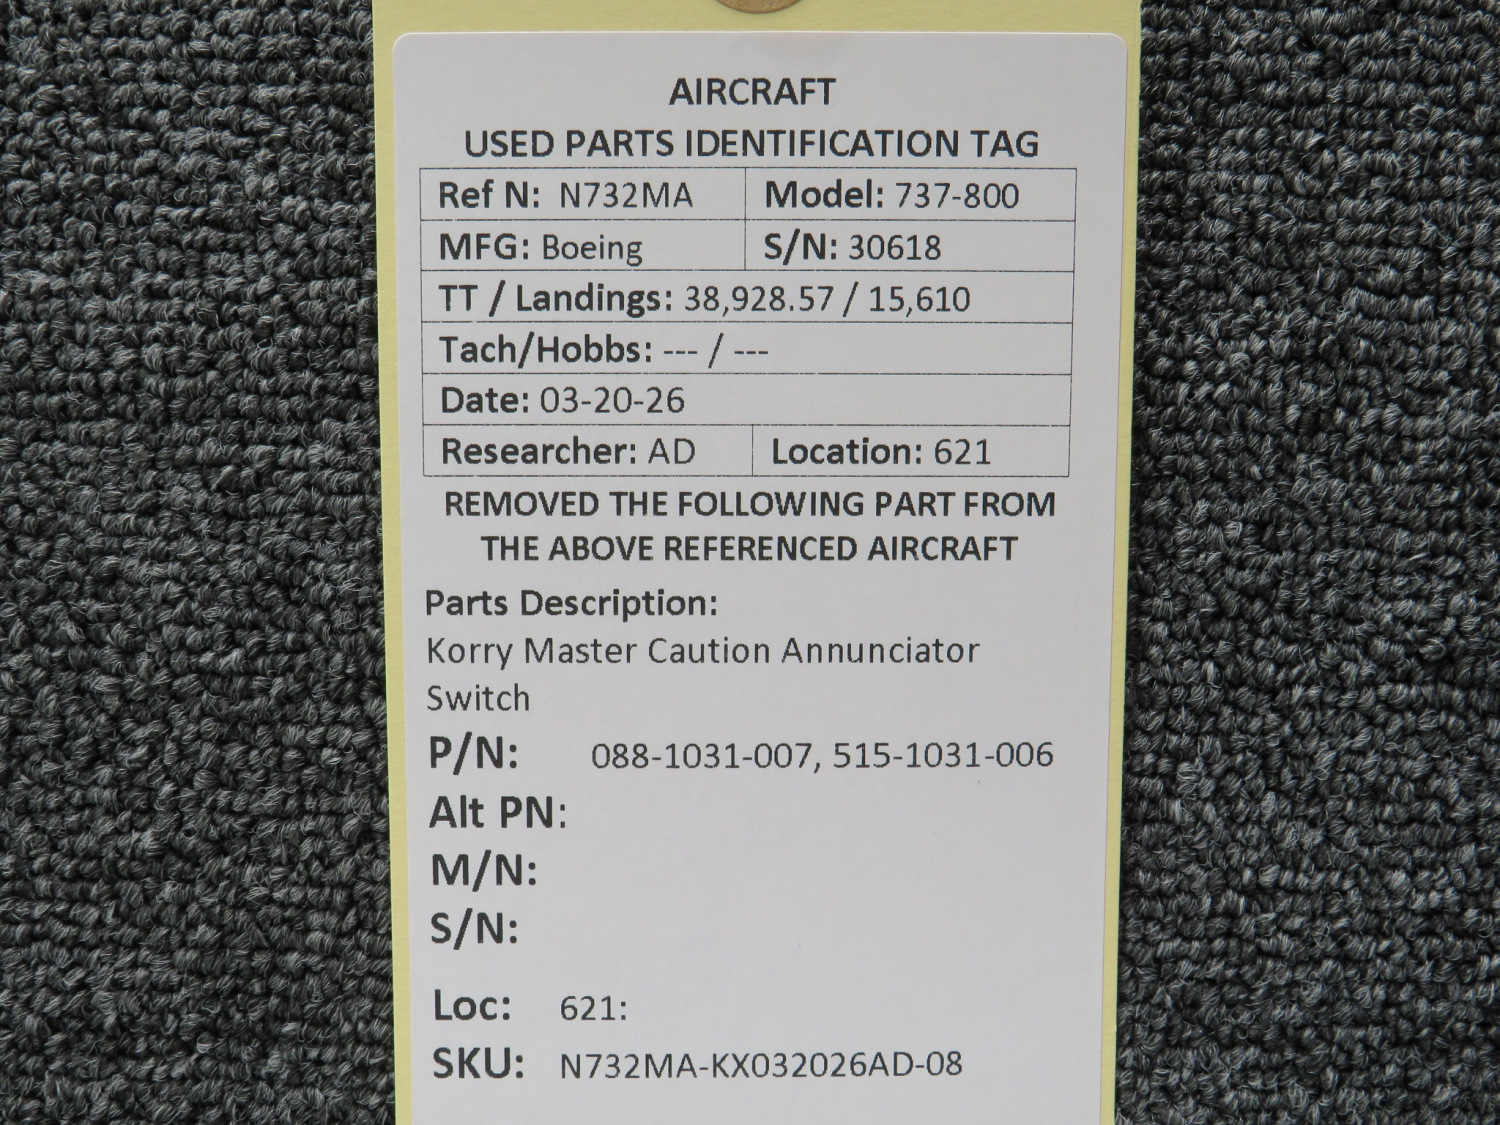 AIRCRAFT
USED PARTS IDENTIFICATION TAG
Ref N: N732MA Model: 737-800
MFG: Boeing S/N: 30618
TT / Landings: 38,928.57 / 15,610
Tach/Hobbs: --- / ---
Date: 03-20-26
Researcher: AD Location: 621
REMOVED THE FOLLOWING PART FROM
THE ABOVE REFERENCED AIRCRAFT
Parts Description:
Korry Master Caution Annunciator
Switch
P/N: 088-1031-007, 515-1031-006
Alt PN:
M/N:
S/N:
Loc: 621:
SKU: N732MA-KX032026AD-08